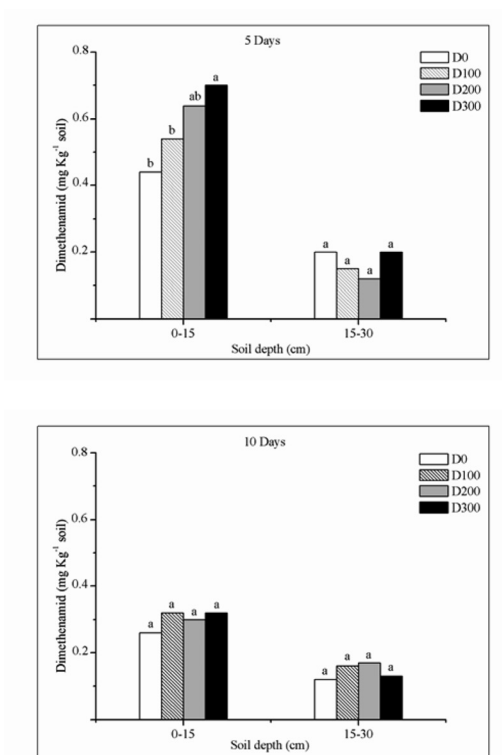 5 Days
D0
D100
D200
D300
0.8
0.6
0.4
0.2
Dimethenamid (mg Kg-1 soil)
b
b
ab
a
a
a
a
a
0-15
15-30
Soil depth (cm)
10 Days
D0
D100
D200
D300
0.8
0.6
0.4
0.2
Dimethenamid (mg Kg-1 soil)
a
a
a
a
a
a
a
a
0-15
15-30
Soil depth (cm)